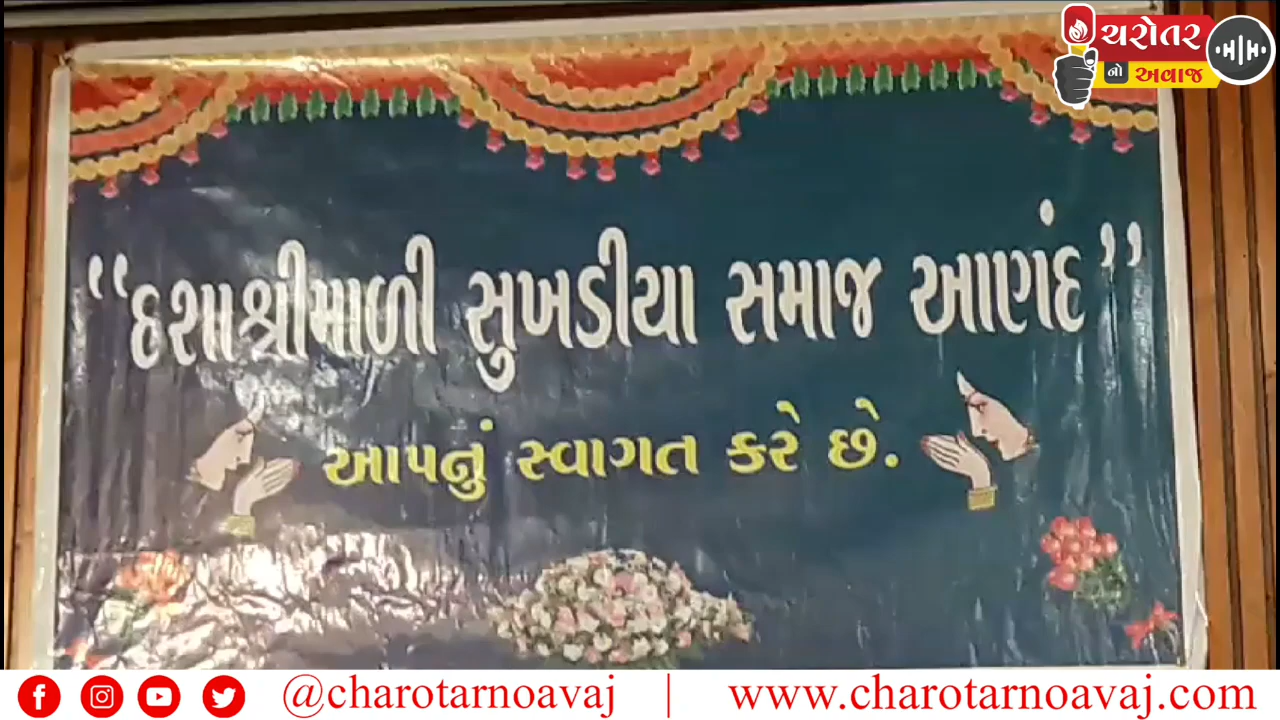 ચરોતર
નો અવાજ
“દશાશ્રીમાળી સુખડીયા સમાજ આણંદ”
આપનું સ્વાગત કરે છે.
@charotarnoavaj | www.charotarnoavaj.com